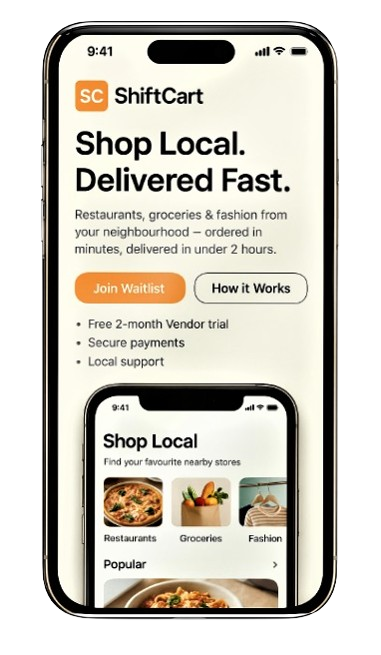 9:41
SC ShiftCart
Shop Local.
Delivered Fast.
Restaurants, groceries & fashion from
your neighbourhood – ordered in
minutes, delivered in under 2 hours.
Join Waitlist
How it Works
• Free 2-month Vendor trial
• Secure payments
• Local support
9:41
Shop Local
Find your favourite nearby stores
Restaurants
Groceries
Fashion
Popular >